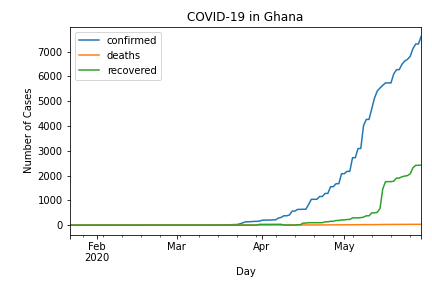 COVID-19 in Ghana
confirmed
deaths
recovered
Number of Cases
7000
6000
5000
4000
3000
2000
1000
0
Feb
2020
Mar
Apr
May
Day